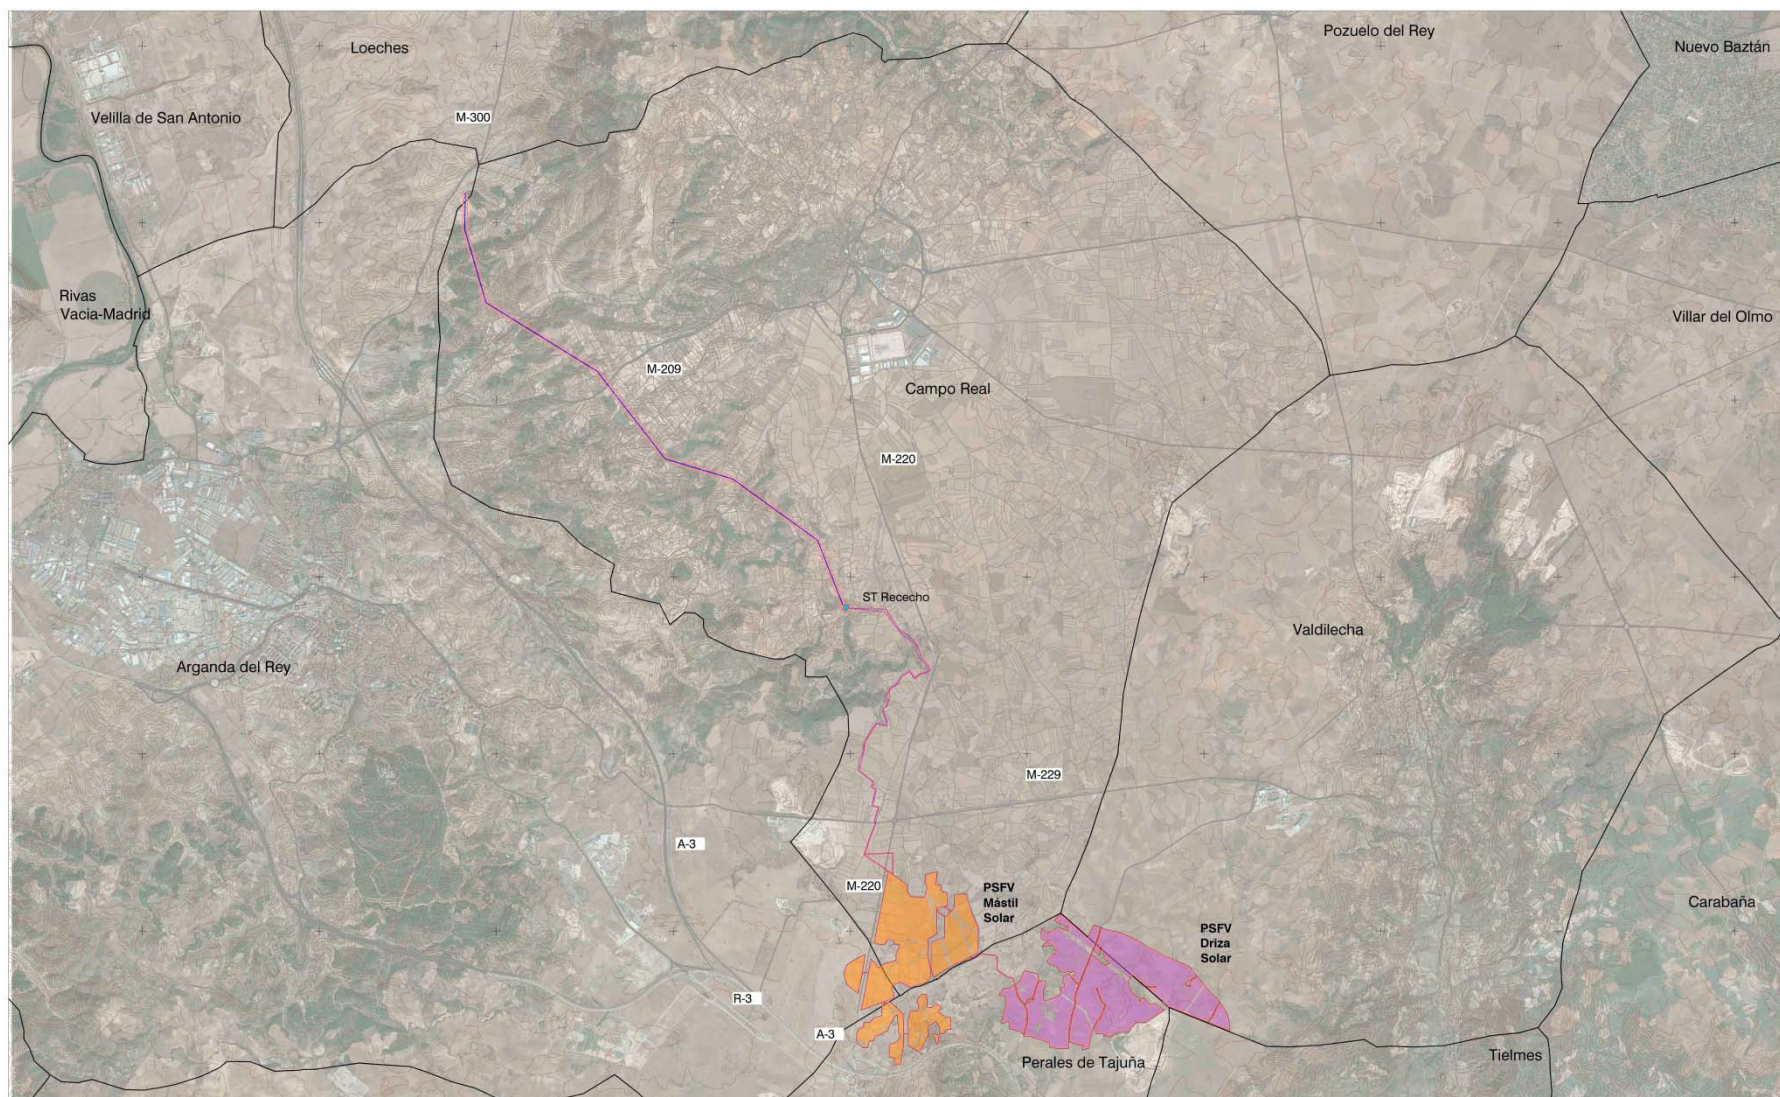 Loeches
Pozuelo del Rey
Nuevo Baztán
Velilla de San Antonio
M-300
Rivas
Vacia-Madrid
Villar del Olmo
M-209
Campo Real
M-220
ST Rececho
Valdilecha
Arganda del Rey
M-229
A-3
M-220
PSFV
Mástil
Solar
Carabaña
PSFV
Driza
Solar
R-3
A-3
Perales de Tajuña
Tielmes